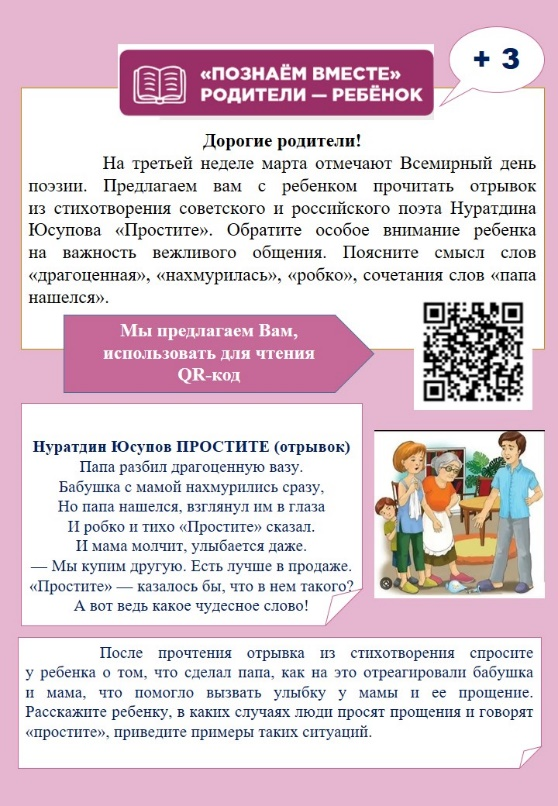 «ПОЗНАЁМ ВМЕСТЕ»
РОДИТЕЛИ — РЕБЁНОК
+ 3
Дорогие родители!
На третьей неделе марта отмечают Всемирный день
поэзии. Предлагаем вам с ребенком прочитать отрывок
из стихотворения советского и российского поэта Нуратдина
Юсупова «Простите». Обратите особое внимание ребенка
на важность вежливого общения. Поясните смысл слов
«драгоценная», «нахмурилась», «робко», сочетания слов «папа
нашелся».
Мы предлагаем Вам,
использовать для чтения
QR-код
Нуратдин Юсупов ПРОСТИТЕ (отрывок)
Папа разбил драгоценную вазу.
Бабушка с мамой нахмурились сразу,
Но папа нашелся, взглянул им в глаза
И робко и тихо «Простите» сказал.
И мама молчит, улыбается даже.
— Мы купим другую. Есть лучше в продаже.
«Простите» — казалось бы, что в нем такого?
А вот ведь какое чудесное слово!
После прочтения отрывка из стихотворения спросите
у ребенка о том, что сделал папа, как на это отреагировали бабушка
и мама, что помогло вызвать улыбку у мамы и ее прощение.
Расскажите ребенку, в каких случаях люди просят прощения и говорят
«простите», приведите примеры таких ситуаций.